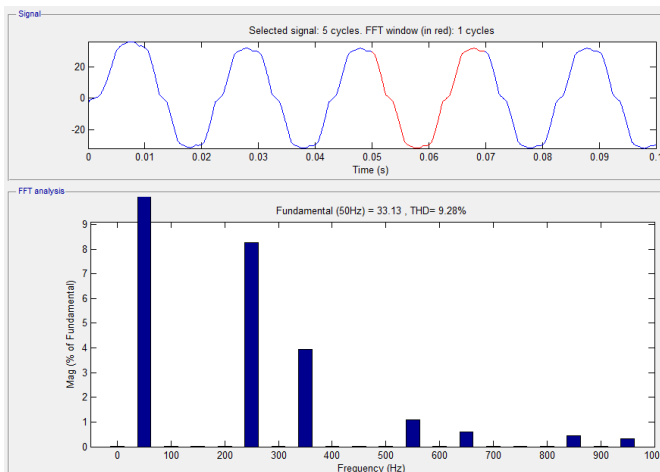 Signal
Selected signal: 5 cycles. FFT window (in red): 1 cycles
20
0
-20
0 0.01 0.02 0.03 0.04 0.05 0.06 0.07 0.08 0.09 0.1
Time (s)
FFT analysis
Fundamental (50Hz) = 33.13 , THD= 9.28%
9
8
7
6
5
4
3
2
1
0
Mag (% of Fundamental)
0 100 200 300 400 500 600 700 800 900 1000
Frequency (Hz)